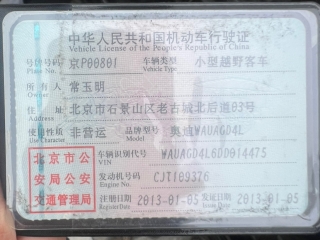 中华人民共和国机动车行驶证
Vehicle License of the People's Republic of China
号牌号码 京P00801 车辆类型 小型越野客车
Plate No. Vehicle Type
所有人 常玉明
住址 北京市石景山区老古城北后道03号
使用性质 非营运 品牌型号 奥迪WAUAGD4L
北京市公安局公安交通管理局
车辆识别代号 WAUAGD4L6DD014475
VIN
发动机号码 CJT109376
Engine No.
注册日期 2013-01-05 发证日期 2013-01-05
Register Date Issue Date